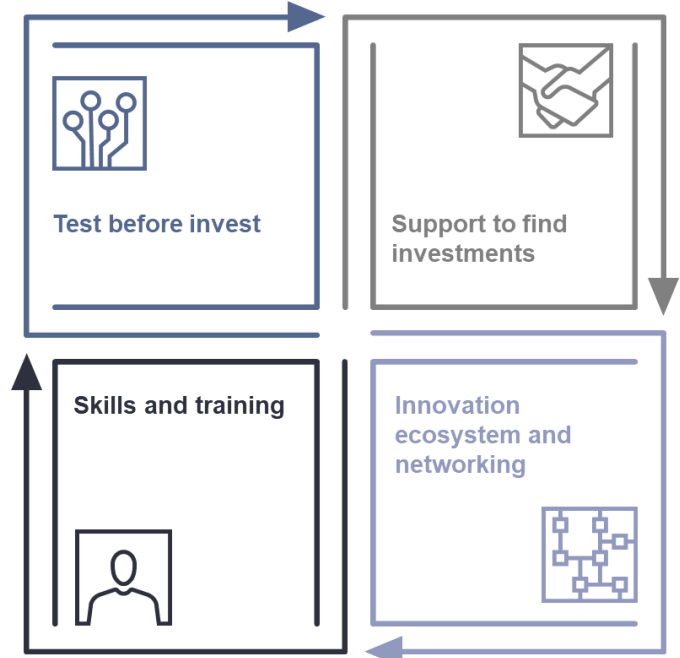 Test before invest
Support to find
investments
Skills and training
Innovation
ecosystem and
networking